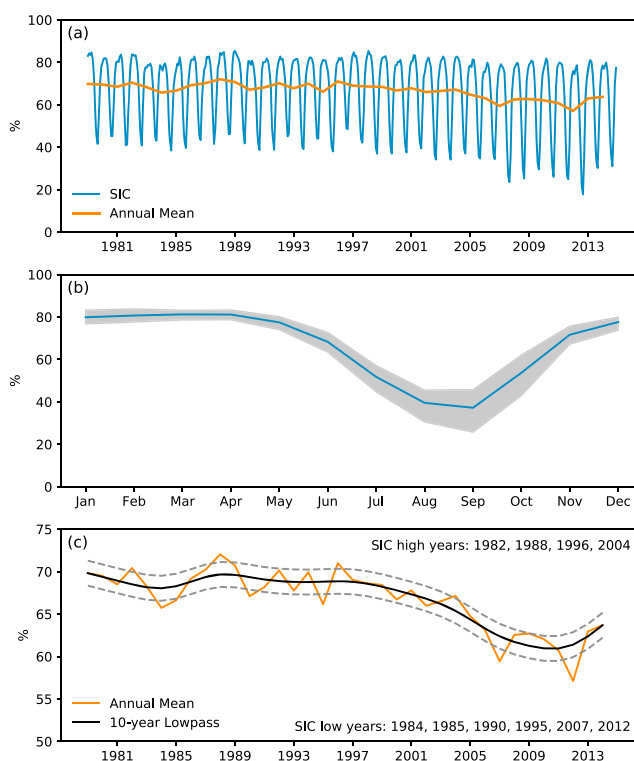 (a)
100
80
60
40
20
0
%
SIC
Annual Mean
1981 1985 1989 1993 1997 2001 2005 2009 2013
(b)
100
80
60
40
20
0
%
Jan Feb Mar Apr May Jun Jul Aug Sep Oct Nov Dec
(c)
SIC high years: 1982, 1988, 1996, 2004
75
70
65
60
55
50
%
Annual Mean
10-year Lowpass
SIC low years: 1984, 1985, 1990, 1995, 2007, 2012
1981 1985 1989 1993 1997 2001 2005 2009 2013